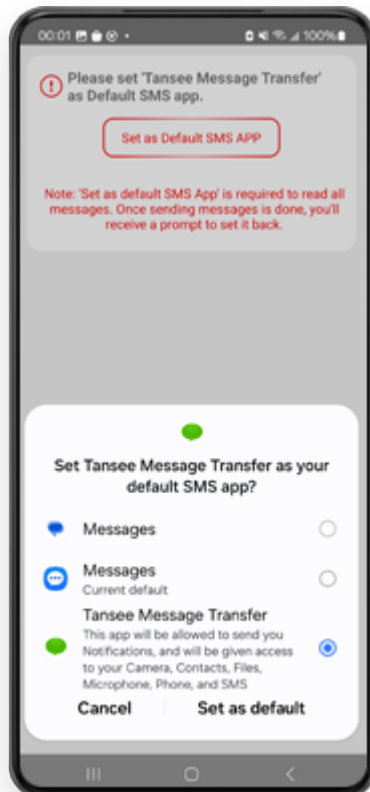 00:01
100%
Please set 'Tansee Message Transfer'
as Default SMS app.
Set as Default SMS APP
Note: 'Set as default SMS App' is required to read all
messages. Once sending messages is done, you'll
receive a prompt to set it back.
Set Tansee Message Transfer as your
default SMS app?
Messages
Messages
Current default
Tansee Message Transfer
This app will be allowed to send you
Notifications, and will be given access
to your Camera, Contacts, Files,
Microphone, Phone, and SMS
Cancel
Set as default